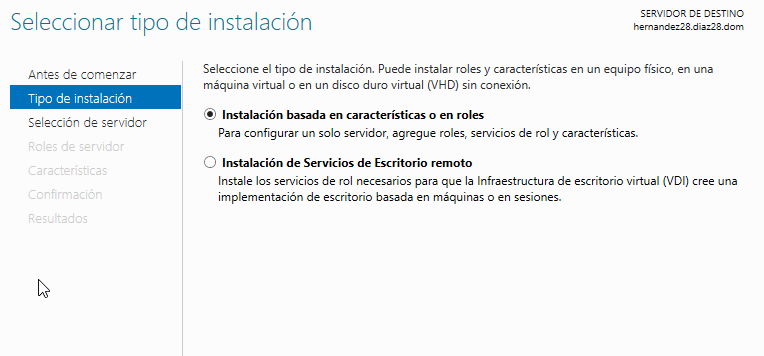 Seleccionar tipo de instalación
SERVIDOR DE DESTINO
hernandez28.diaz28.dom
Antes de comenzar
Tipo de instalación
Selección de servidor
Roles de servidor
Características
Confirmación
Resultados
Seleccione el tipo de instalación. Puede instalar roles y características en un equipo físico, en una
máquina virtual o en un disco duro virtual (VHD) sin conexión.
Instalación basada en características o en roles
Para configurar un solo servidor, agregue roles, servicios de rol y características.
Instalación de Servicios de Escritorio remoto
Instale los servicios de rol necesarios para que la Infraestructura de escritorio virtual (VDI) cree una
implementación de escritorio basada en máquinas o en sesiones.